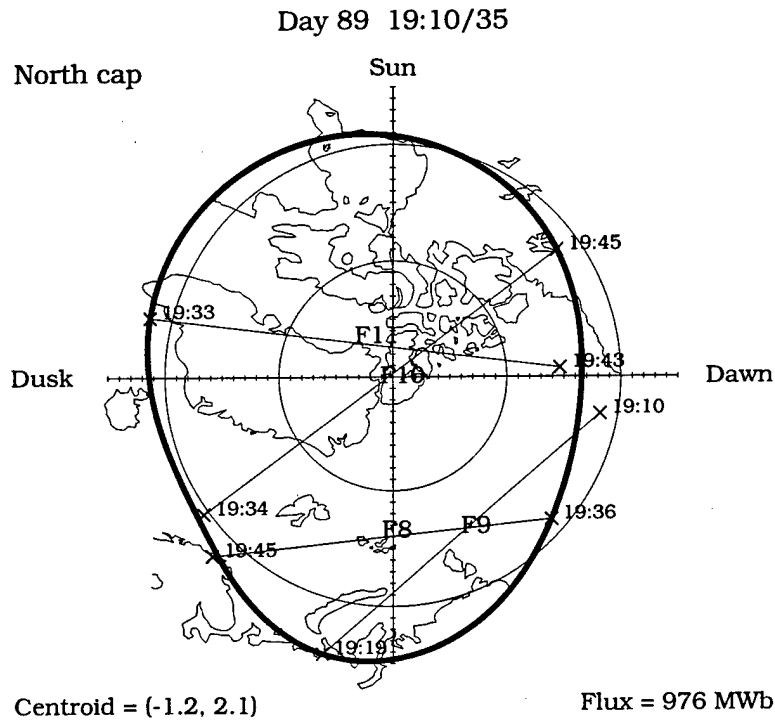 Day 89 19:10/35
North cap
Sun
19:45
19:33
F1
19:43
Dusk
F16
Dawn
19:10
19:34
F8
F9
19:36
19:45
19:19
Centroid = (-1.2, 2.1)
Flux = 976 MWb